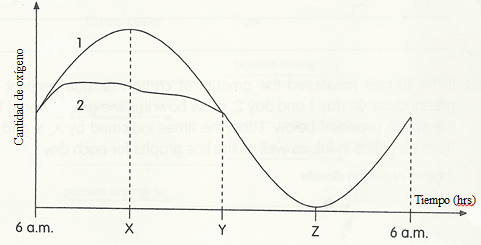 Cantidad de oxígeno
1
2
Tiempo (hrs)
6 a.m.
X
Y
Z
6 a.m.